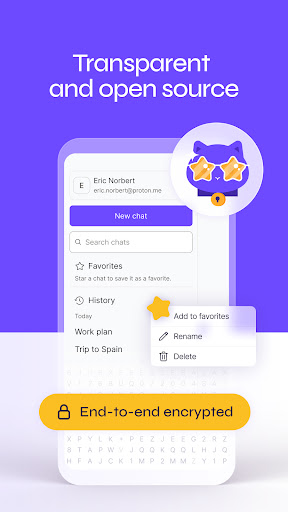 Transparent
and open source
E
Eric Norbert
eric.norbert@proton.me
New chat
Search chats
Favorites
Star a chat to save it as a favorite.
History
Today
Work plan
Trip to Spain
Add to favorites
Rename
Delete
End-to-end encrypted